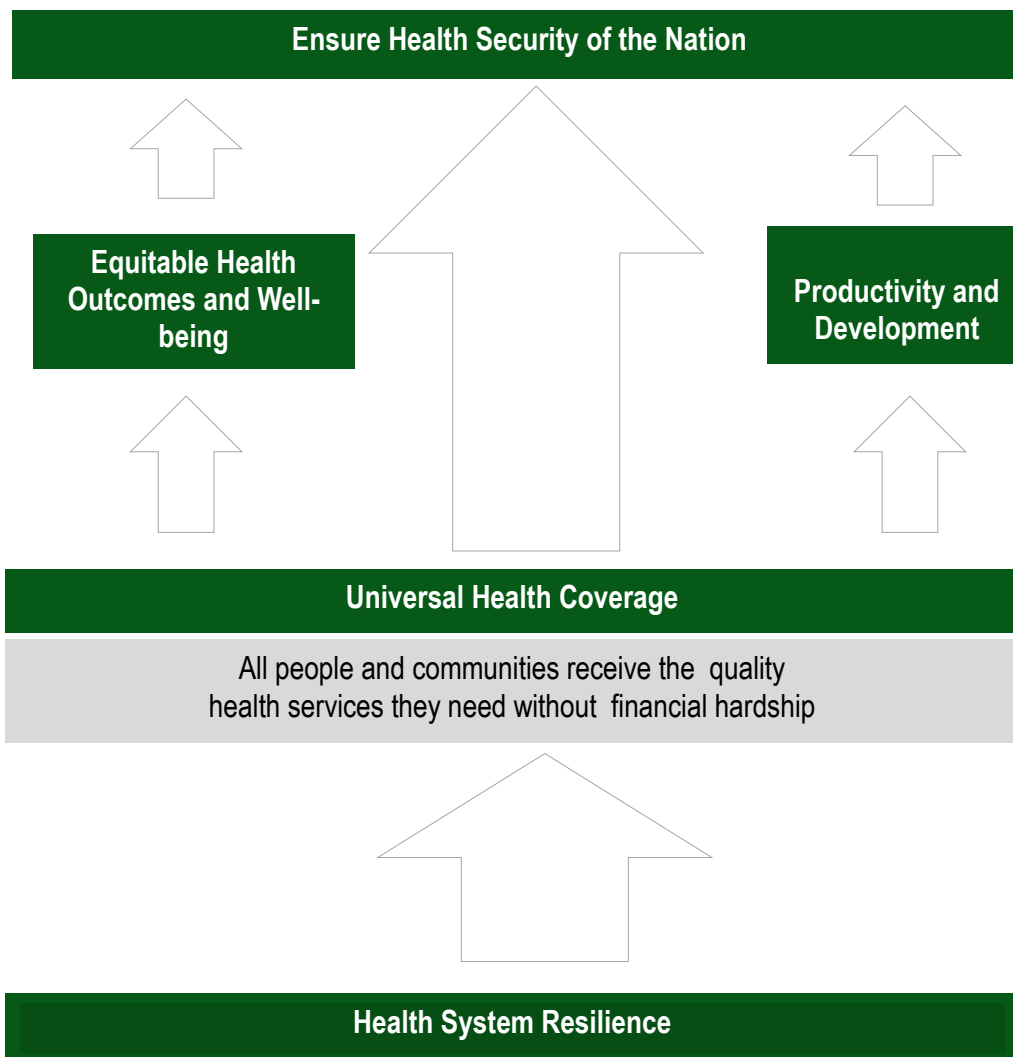 Ensure Health Security of the Nation
Equitable Health
Outcomes and Well-
being
Productivity and
Development
Universal Health Coverage
All people and communities receive the quality
health services they need without financial hardship
Health System Resilience